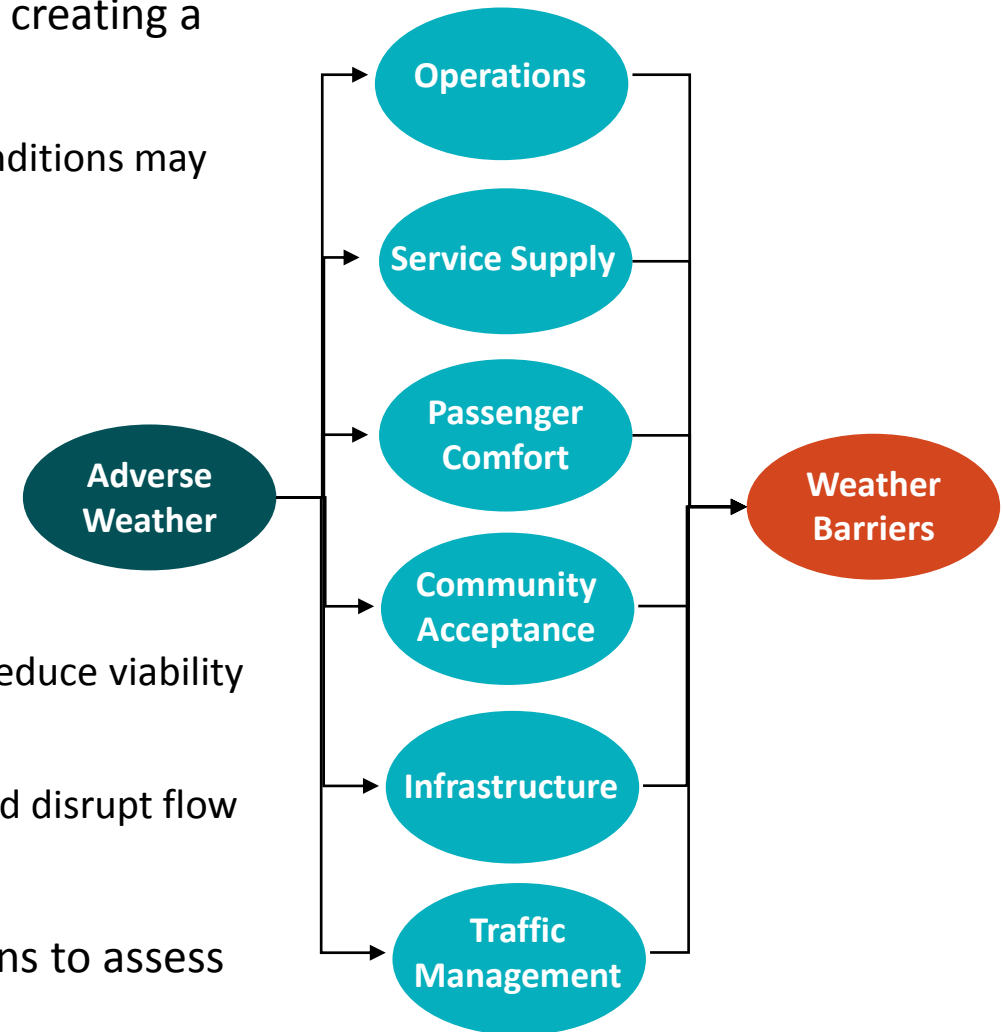 creating a
nditions may
educe viability
d disrupt flow
ns to assess
Operations
Service Supply
Passenger
Comfort
Adverse
Weather
Community
Acceptance
Infrastructure
Traffic
Management
Weather
Barriers